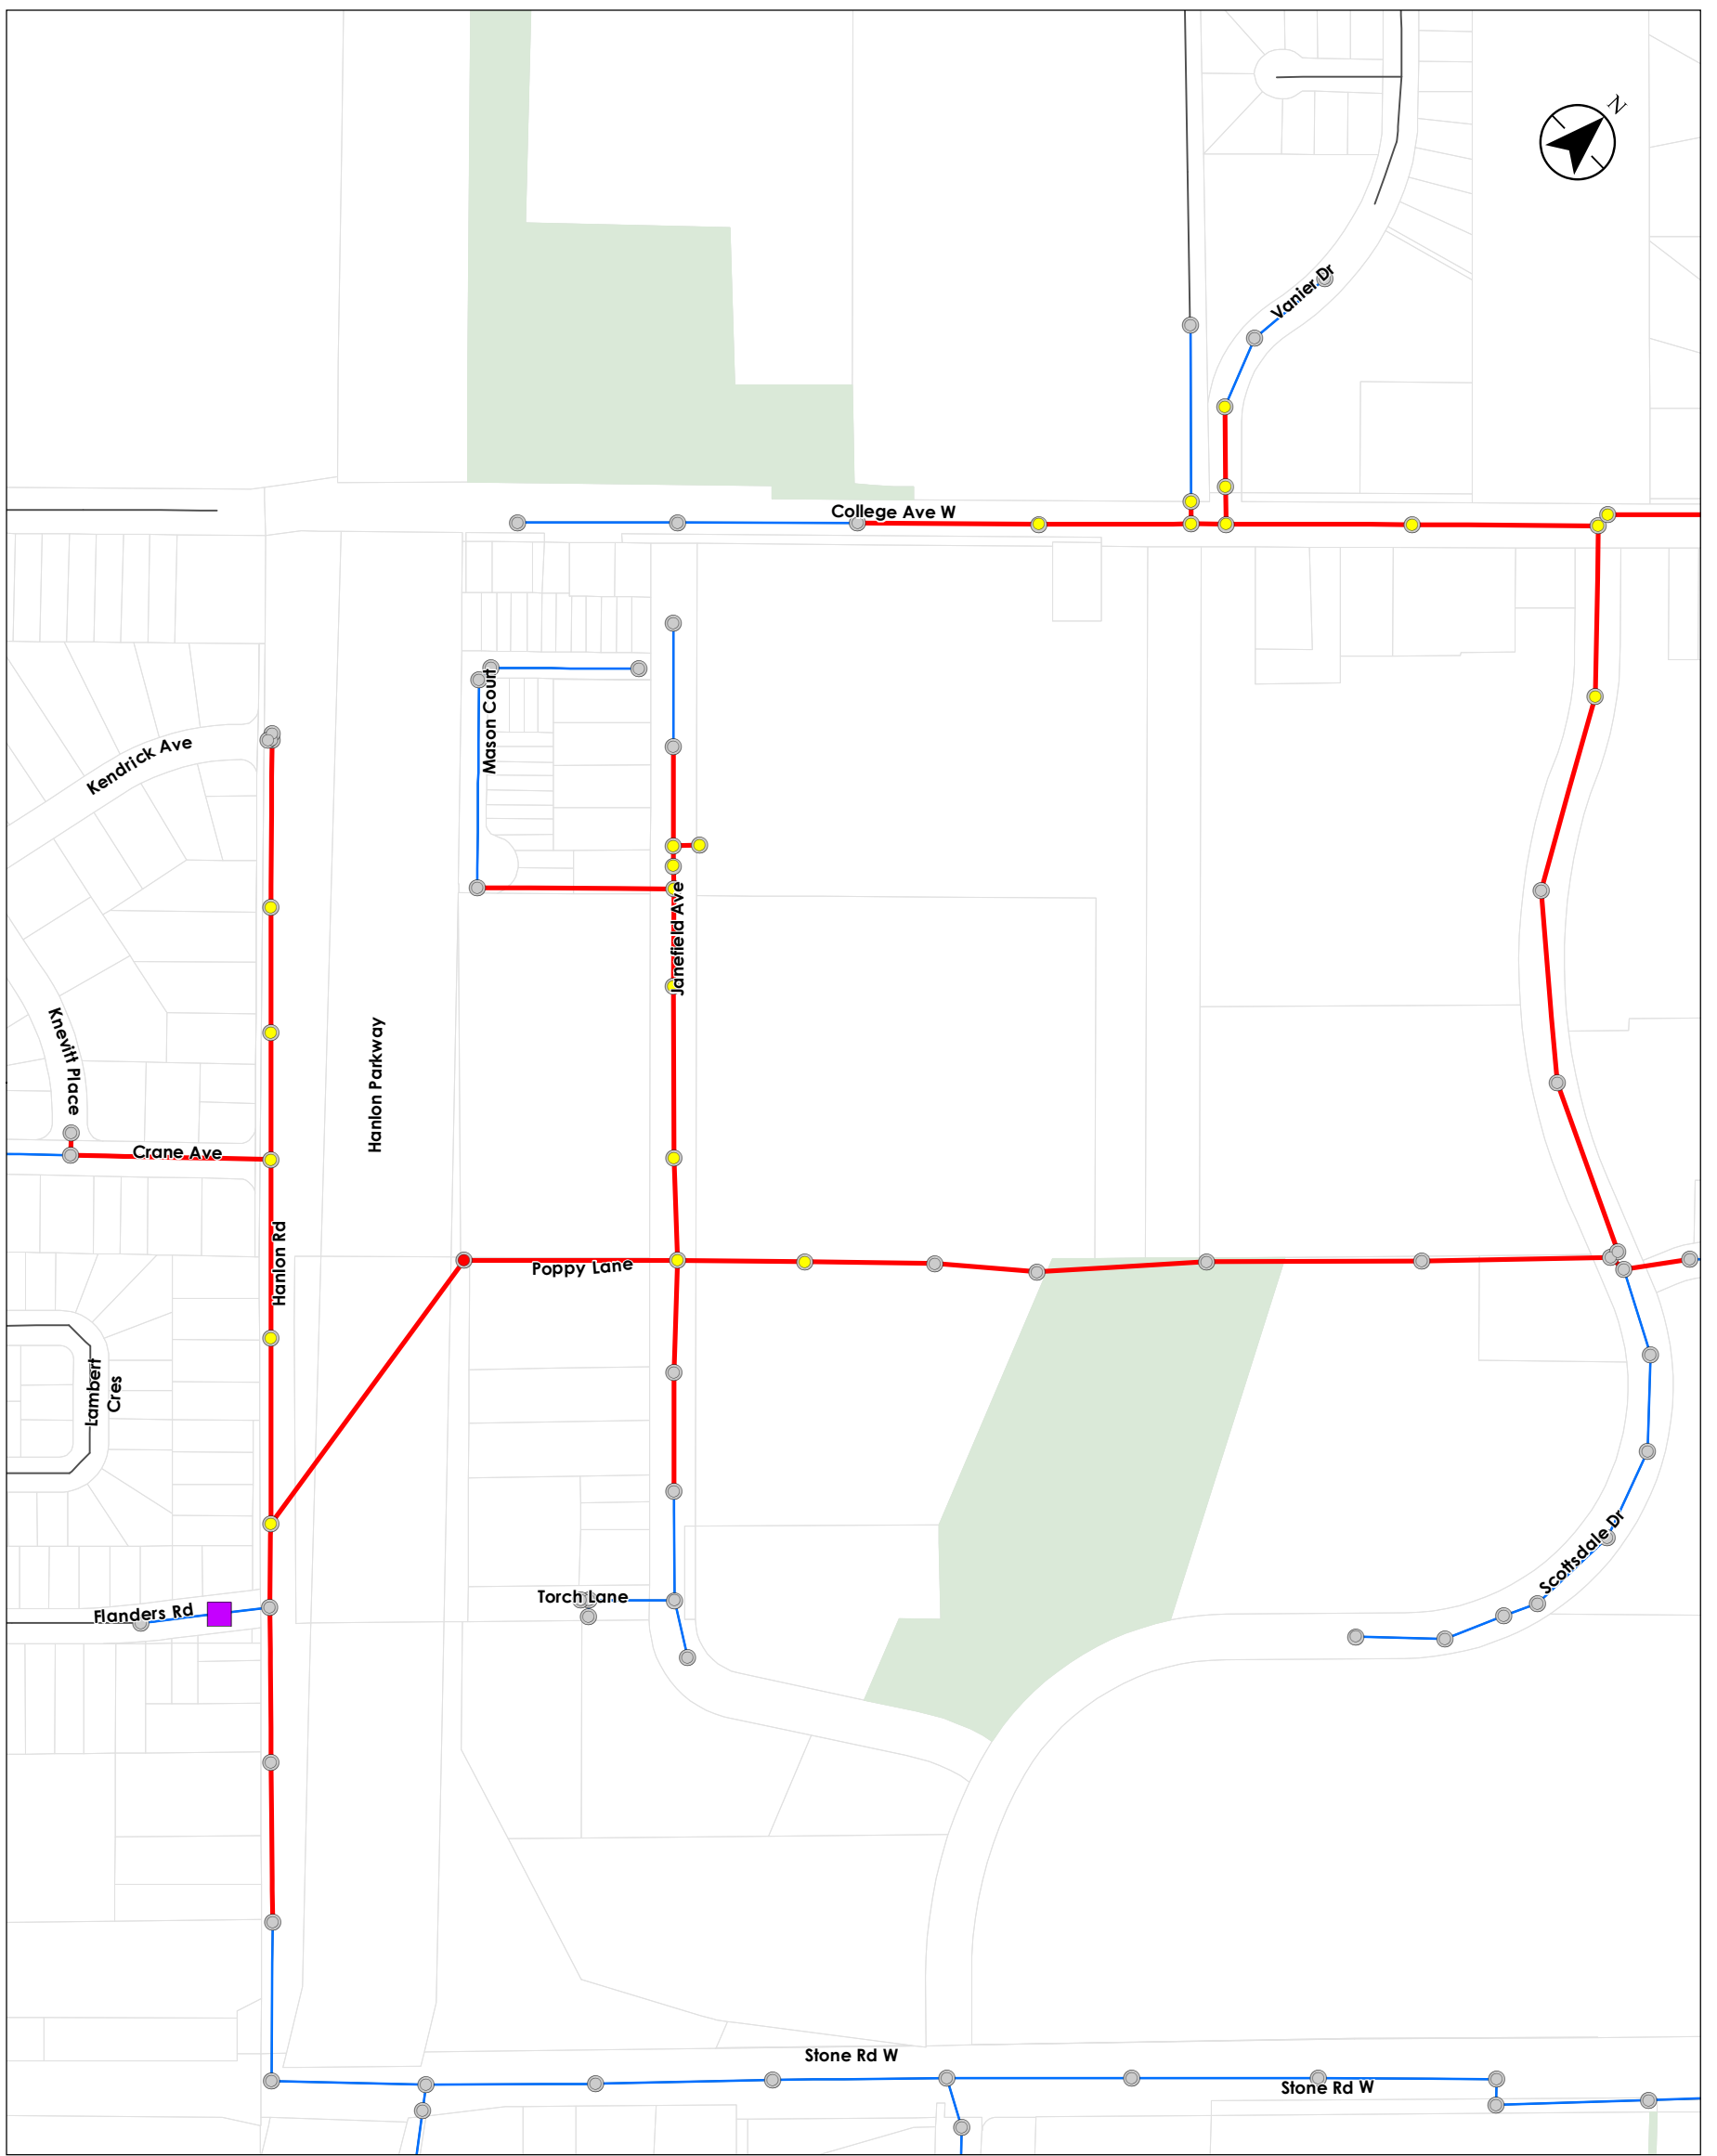 N
Vanier Dr
College Ave W
Mason Court
Kendrick Ave
Janefield Ave
Knevitt Place
Hanlon Parkway
Crane Ave
Hanlon Rd
Poppy Lane
Lambert
Cres
Scottsdale Dr
Torch Lane
Flanders Rd
Stone Rd W
Stone Rd W